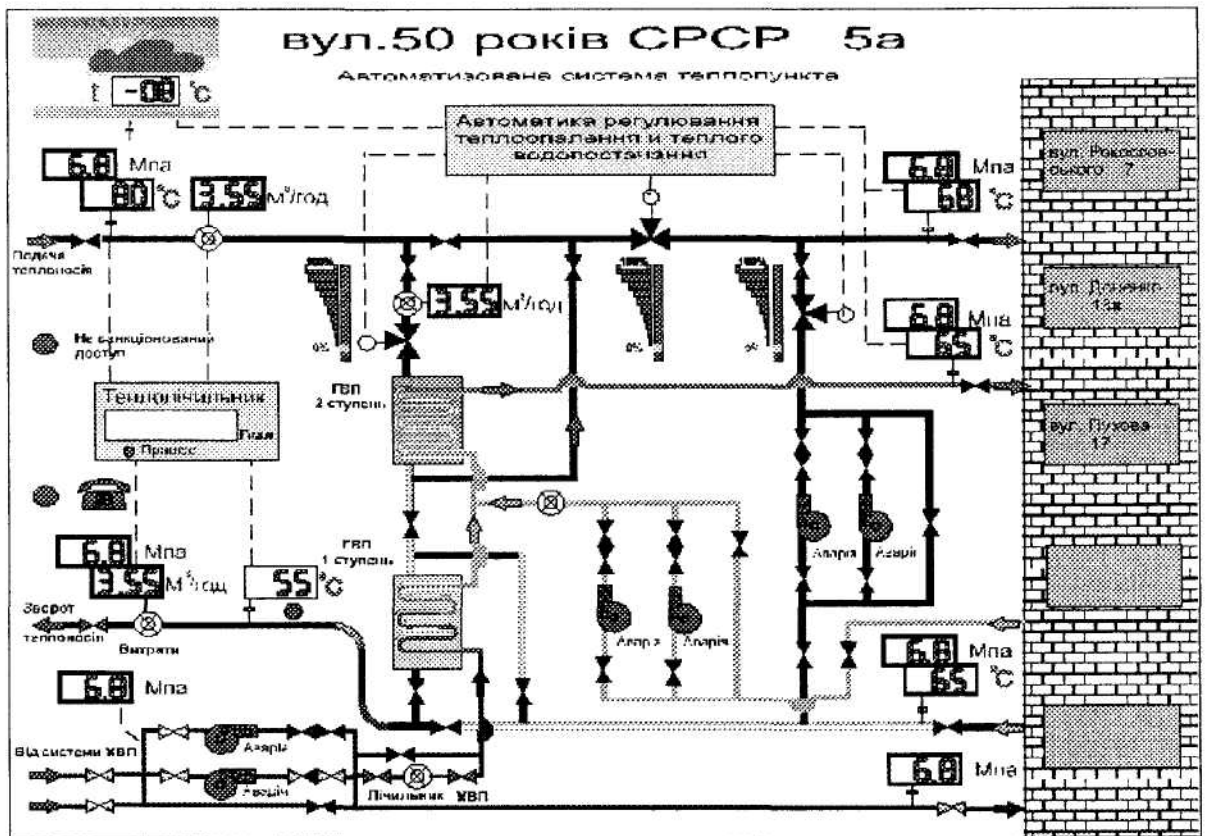 вул.50 років СРСР 5а
Автоматизоване система теплопункта
t -08 °C
Автоматика регулювання
теплоопалення и теплого
водопостачання
6.8 Мпа
80 °C
3.55 М³/год
6.8 Мпа
68 °C
вул. Рокоссов-
ського 7
Подача
теплоносія
100%
0%
3.55 М³/год
100%
0%
100%
0%
вул. Доценко
6.8 Мпа
65 °C
Не санкціонований
доступ
ГВП
2 ступень
Теплолічильник
Гкал
Процес
вул. Пухова
17
6.8 Мпа
3.55 М³/год
55 °C
ГВП
1 ступень
Аварія
Аварія
Зворот
теплоносія
Витрати
Аварія
Аварія
6.8 Мпа
65 °C
6.8 Мпа
Від системи ХВП
Аварія
Аварія
Лічильник ХВП
6.8 Мпа